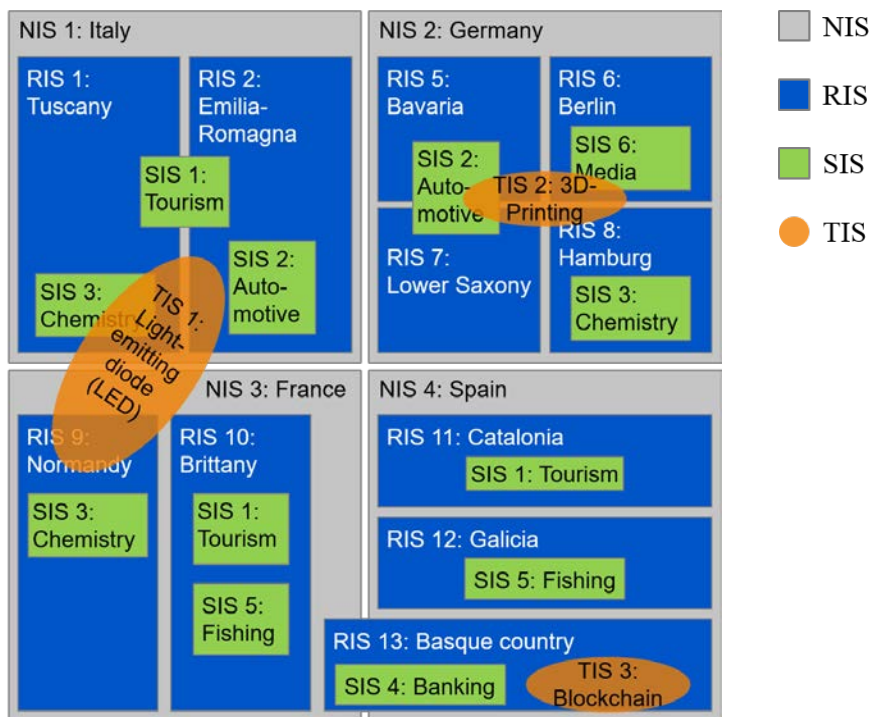 NIS 1: Italy
RIS 1:
Tuscany
RIS 2:
Emilia-
Romagna
SIS 1:
Tourism
SIS 3:
Chemistry
SIS 2:
Auto-
motive
TIS 1:
Light-
emitting
diode
(LED)
NIS 2: Germany
RIS 5:
Bavaria
RIS 6:
Berlin
SIS 2:
Auto-
motive
SIS 6:
Media
TIS 2: 3D-
Printing
RIS 7:
Lower Saxony
RIS 8:
Hamburg
SIS 3:
Chemistry
NIS 3: France
RIS 9:
Normandy
SIS 3:
Chemistry
RIS 10:
Brittany
SIS 1:
Tourism
SIS 5:
Fishing
NIS 4: Spain
RIS 11: Catalonia
SIS 1: Tourism
RIS 12: Galicia
SIS 5: Fishing
RIS 13: Basque country
SIS 4: Banking
TIS 3:
Blockchain
NIS
RIS
SIS
TIS